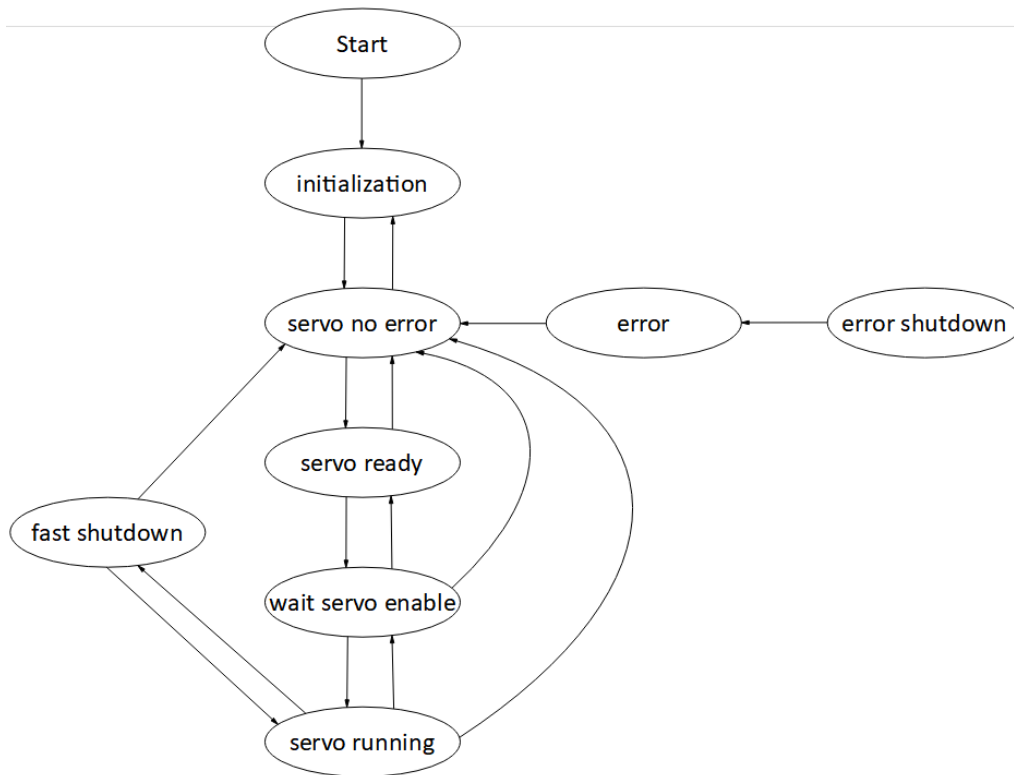 Start
initialization
servo no error
error
error shutdown
servo ready
fast shutdown
wait servo enable
servo running